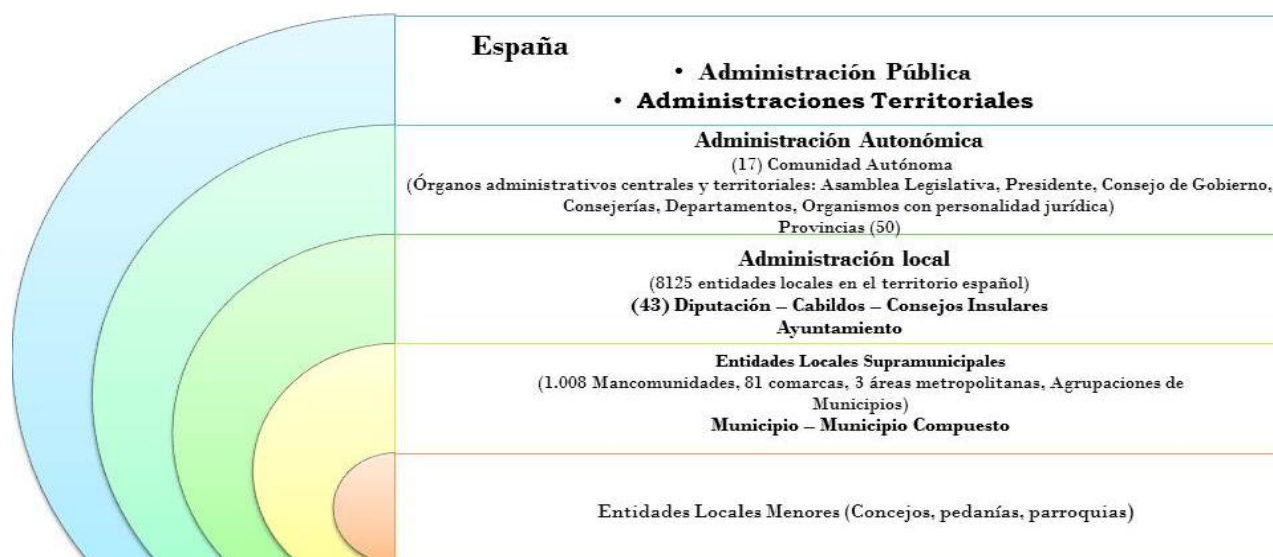 España
• Administración Pública
• Administraciones Territoriales
Administración Autonómica
(17) Comunidad Autónoma
(Órganos administrativos centrales y territoriales: Asamblea Legislativa, Presidente, Consejo de Gobierno,
Consejerías, Departamentos, Organismos con personalidad jurídica)
Provincias (50)
Administración local
(8125 entidades locales en el territorio español)
(43) Diputación – Cabildos – Consejos Insulares
Ayuntamiento
Entidades Locales Supramunicipales
(1.008 Mancomunidades, 81 comarcas, 3 áreas metropolitanas, Agrupaciones de
Municipios)
Municipio – Municipio Compuesto
Entidades Locales Menores (Concejos, pedanías, parroquias)